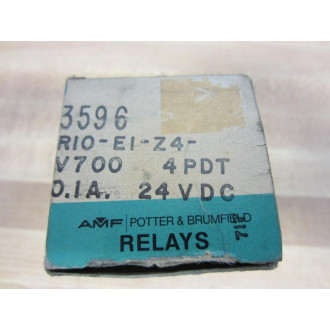 3596
R10-E1-Z4-
V700 4PDT
0.1A. 24VDC
AMF POTTER & BRUMFIELD
RELAYS